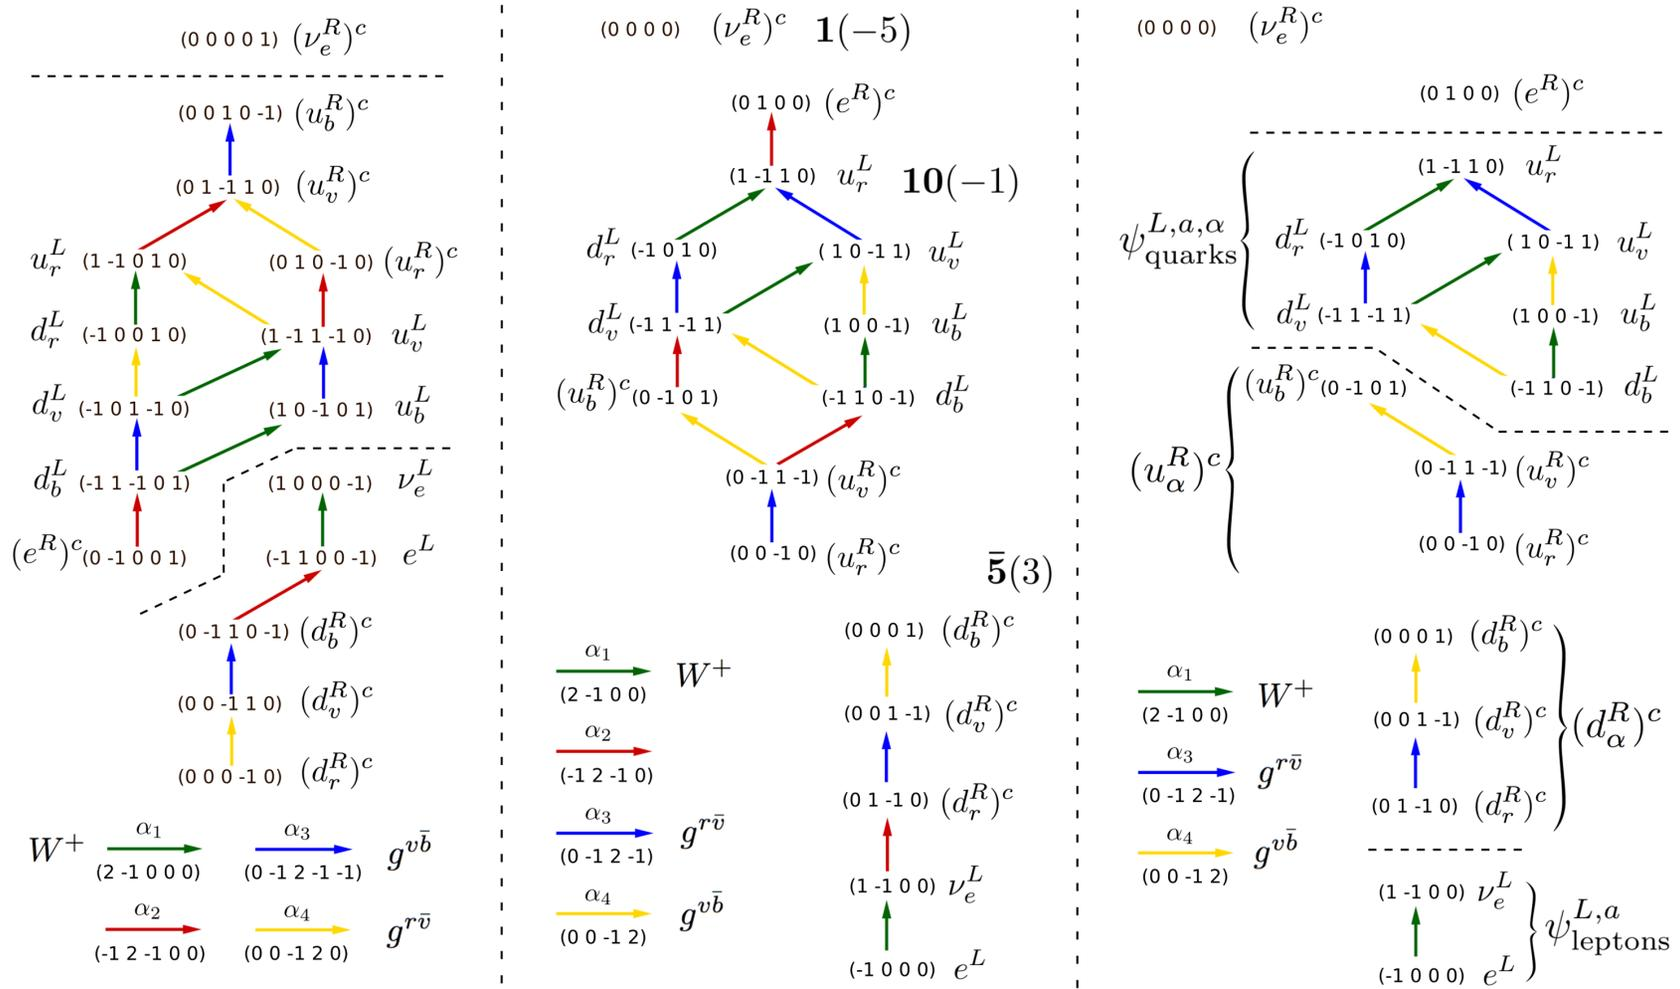 (0 0 0 0 1) (ν_e^R)^c
(0 0 1 0 -1) (u_b^R)^c
(0 1 -1 1 0) (u_v^R)^c
u_r^L (1 -1 0 1 0) (0 1 0 -1 0) (u_r^R)^c
d_r^L (-1 0 0 1 0) (1 -1 1 -1 0) u_v^L
d_v^L (-1 0 1 -1 0) (1 0 -1 0 1) u_b^L
d_b^L (-1 1 -1 0 1) (1 0 0 0 -1) ν_e^L
(e^R)^c (0 -1 0 0 1) (-1 1 0 0 -1) e^L
(0 -1 1 0 -1) (d_b^R)^c
(0 0 -1 1 0) (d_v^R)^c
(0 0 0 -1 0) (d_r^R)^c
W^+ α_1 α_3 g^{v b̄}
(2 -1 0 0 0) (0 -1 2 -1 -1)
α_2 α_4 g^{r v̄}
(-1 2 -1 0 0) (0 0 -1 2 0)
(0 0 0 0) (ν_e^R)^c 1(−5)
(0 1 0 0) (e^R)^c
(1 -1 1 0) u_r^L 10(−1)
d_r^L (-1 0 1 0) (1 0 -1 1) u_v^L
d_v^L (-1 1 -1 1) (1 0 0 -1) u_b^L
(u_b^R)^c (0 -1 0 1) (-1 1 0 -1) d_b^L
(0 -1 1 -1) (u_v^R)^c
(0 0 -1 0) (u_r^R)^c
5̄(3)
(0 0 0 1) (d_b^R)^c
(0 0 1 -1) (d_v^R)^c
(0 1 -1 0) (d_r^R)^c
(1 -1 0 0) ν_e^L
(-1 0 0 0) e^L
α_1 W^+
(2 -1 0 0)
α_2
(-1 2 -1 0)
α_3 g^{r v̄}
(0 -1 2 -1)
α_4 g^{v b̄}
(0 0 -1 2)
(0 0 0 0) (ν_e^R)^c
(0 1 0 0) (e^R)^c
(1 -1 1 0) u_r^L
ψ_quarks^{L,a,α}
d_r^L (-1 0 1 0) (1 0 -1 1) u_v^L
d_v^L (-1 1 -1 1) (1 0 0 -1) u_b^L
(u_b^R)^c (0 -1 0 1) (-1 1 0 -1) d_b^L
(u_α^R)^c
(0 -1 1 -1) (u_v^R)^c
(0 0 -1 0) (u_r^R)^c
(0 0 0 1) (d_b^R)^c
(0 0 1 -1) (d_v^R)^c (d_α^R)^c
(0 1 -1 0) (d_r^R)^c
(1 -1 0 0) ν_e^L
ψ_leptons^{L,a}
(-1 0 0 0) e^L
α_1 W^+
(2 -1 0 0)
α_3 g^{r v̄}
(0 -1 2 -1)
α_4 g^{v b̄}
(0 0 -1 2)